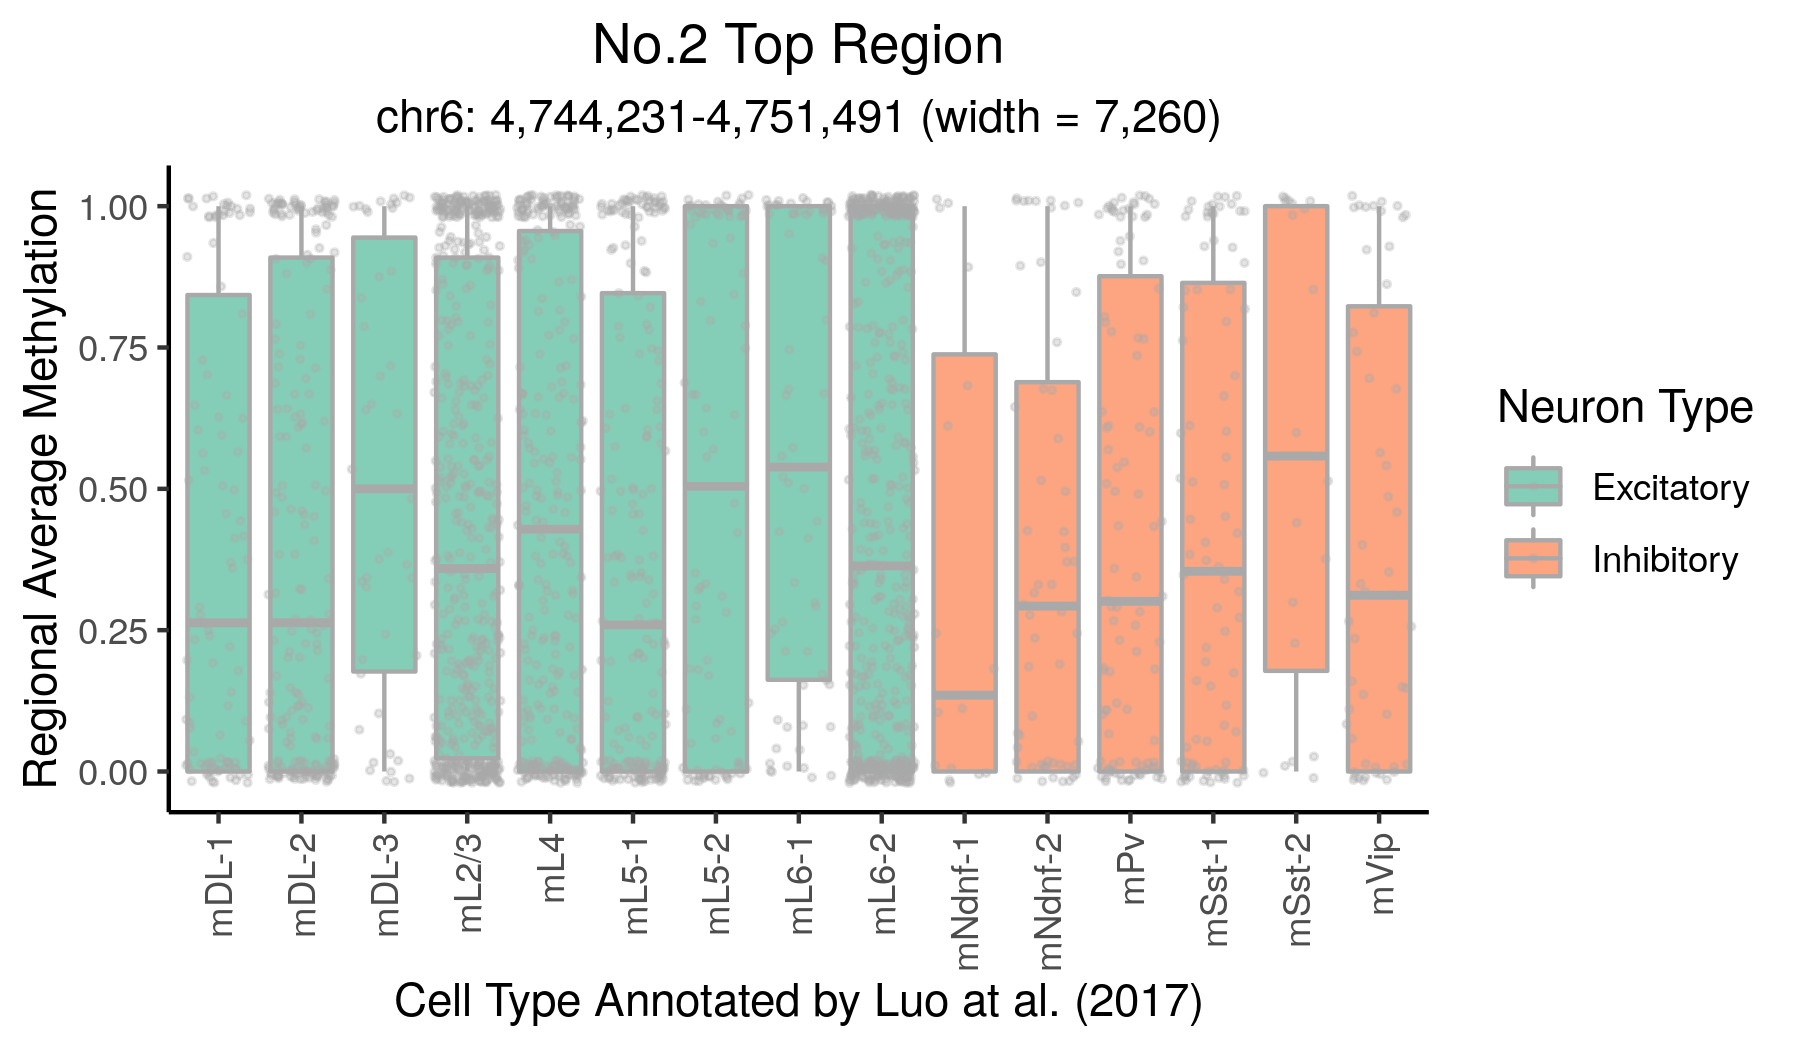 No.2 Top Region
chr6: 4,744,231-4,751,491 (width = 7,260)
Regional Average Methylation
1.00
0.75
0.50
0.25
0.00
mDL-1
mDL-2
mDL-3
mL2/3
mL4
mL5-1
mL5-2
mL6-1
mL6-2
mNdnf-1
mNdnf-2
mPv
mSst-1
mSst-2
mVip
Cell Type Annotated by Luo at al. (2017)
Neuron Type
Excitatory
Inhibitory